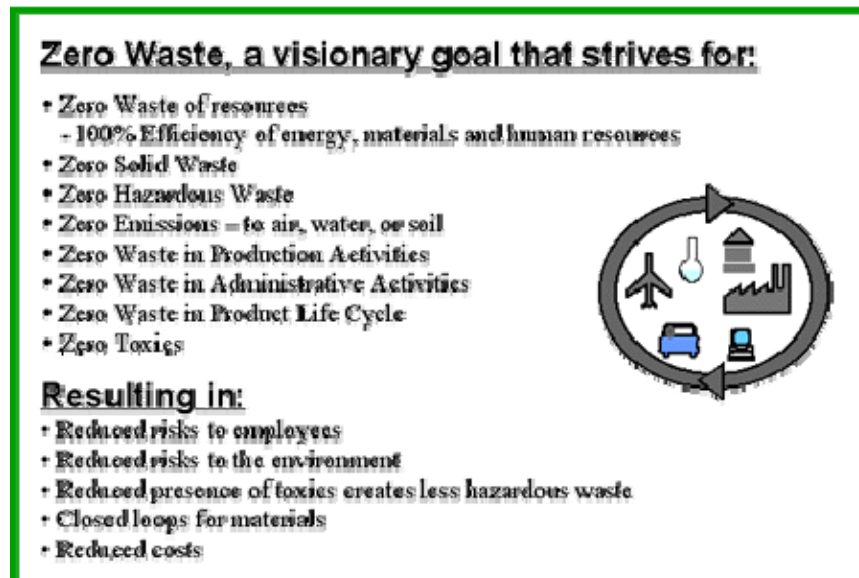 Zero Waste, a visionary goal that strives for:
• Zero Waste of resources
- 100% Efficiency of energy, materials and human resources
• Zero Solid Waste
• Zero Hazardous Waste
• Zero Emissions – to air, water, or soil
• Zero Waste in Production Activities
• Zero Waste in Administrative Activities
• Zero Waste in Product Life Cycle
• Zero Toxics
Resulting in:
• Reduced risks to employees
• Reduced risks to the environment
• Reduced presence of toxics creates less hazardous waste
• Closed loops for materials
• Reduced costs